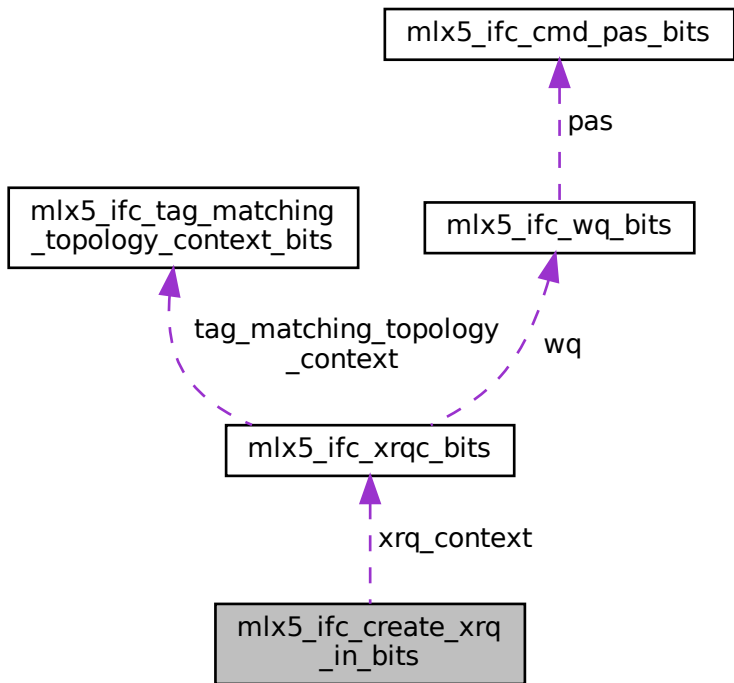 mlx5_ifc_cmd_pas_bits
pas
mlx5_ifc_tag_matching
_topology_context_bits
mlx5_ifc_wq_bits
tag_matching_topology
_context
wq
mlx5_ifc_xrqc_bits
xrq_context
mlx5_ifc_create_xrq
_in_bits